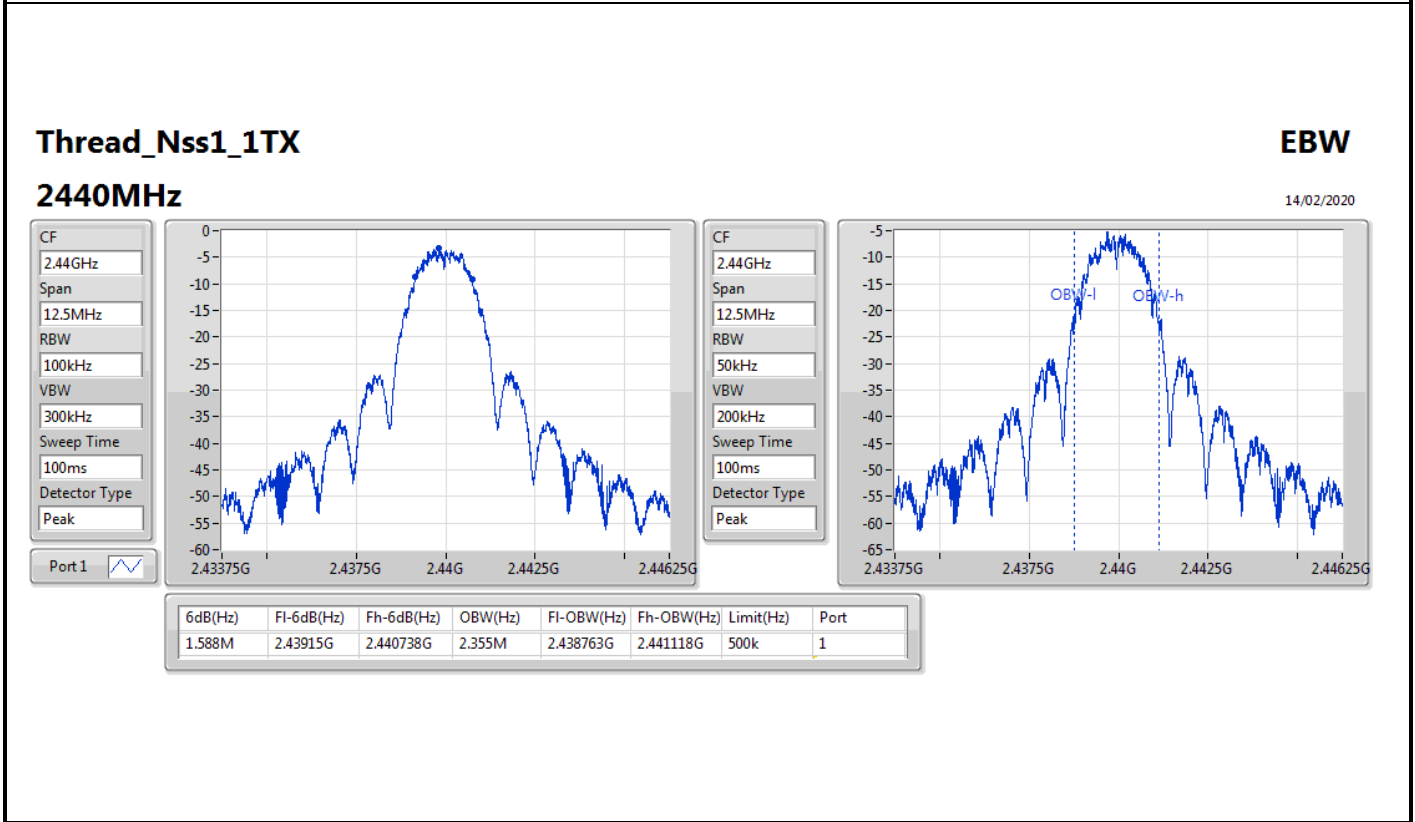 Thread_Nss1_1TX
EBW
2440MHz
14/02/2020
CF
2.44GHz
Span
12.5MHz
RBW
100kHz
VBW
300kHz
Sweep Time
100ms
Detector Type
Peak
Port 1
0
-5
-10
-15
-20
-25
-30
-35
-40
-45
-50
-55
-60
2.43375G 2.4375G 2.44G 2.4425G 2.44625G
CF
2.44GHz
Span
12.5MHz
RBW
50kHz
VBW
200kHz
Sweep Time
100ms
Detector Type
Peak
-5
-10
-15
-20
-25
-30
-35
-40
-45
-50
-55
-60
-65
OBW-l OBW-h
2.43375G 2.4375G 2.44G 2.4425G 2.44625G
6dB(Hz) Fl-6dB(Hz) Fh-6dB(Hz) OBW(Hz) Fl-OBW(Hz) Fh-OBW(Hz) Limit(Hz) Port
1.588M 2.43915G 2.440738G 2.355M 2.438763G 2.441118G 500k 1